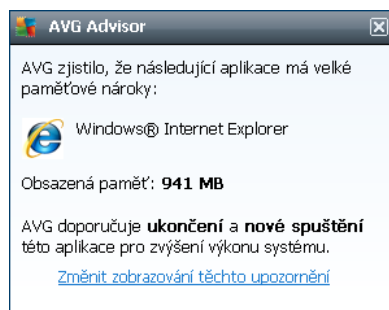 AVG Advisor
AVG zjistilo, že následující aplikace má velké
paměťové nároky:
Windows® Internet Explorer
Obsazená paměť: 941 MB
AVG doporučuje ukončení a nové spuštění
této aplikace pro zvýšení výkonu systému.
Změnit zobrazování těchto upozornění